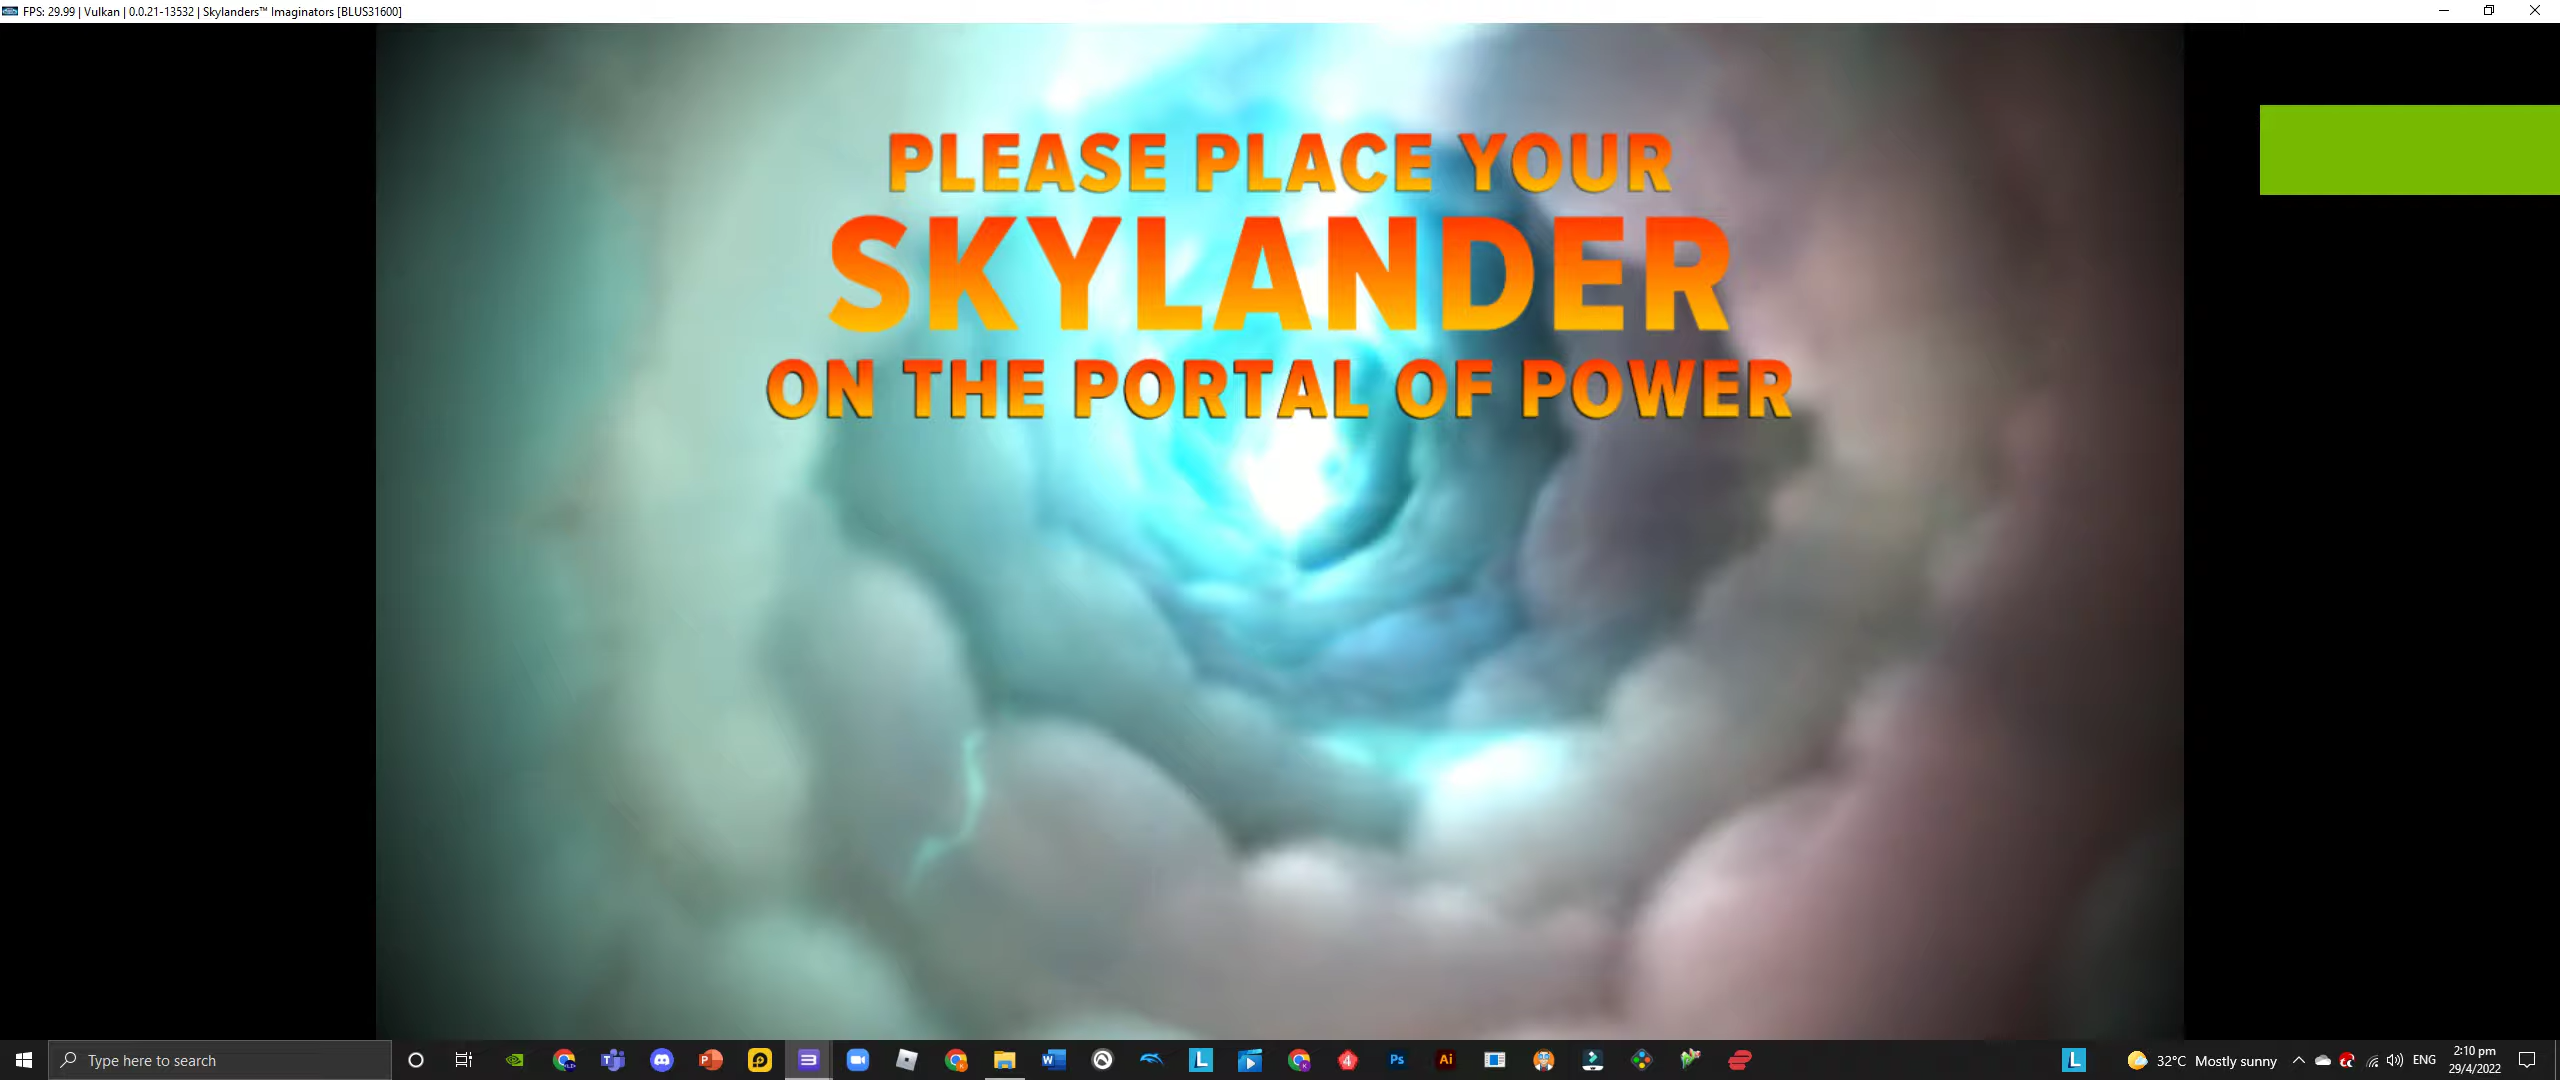 FPS: 29.99 | Vulkan | 0.0.21-13532 | Skylanders™ Imaginators [BLUS31600]
PLEASE PLACE YOUR
SKYLANDER
ON THE PORTAL OF POWER
Type here to search
32°C Mostly sunny
ENG
2:10 pm
29/4/2022